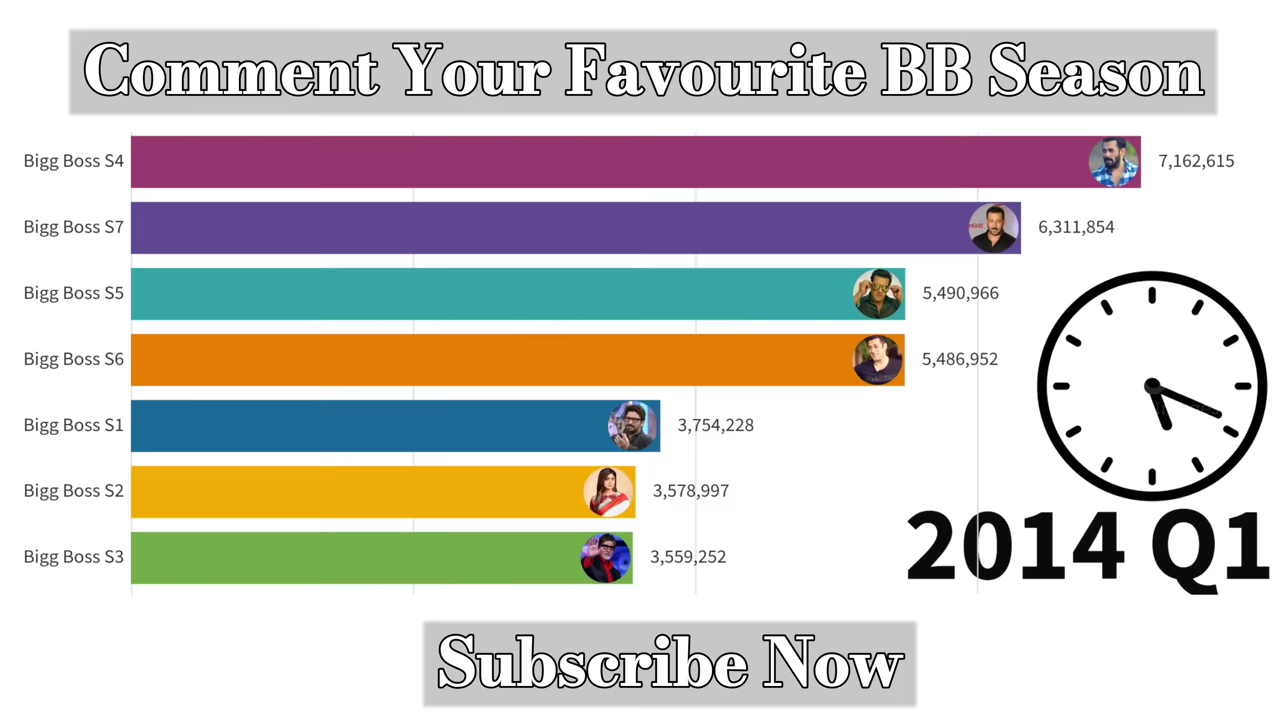 Comment Your Favourite BB Season
Bigg Boss S4 7,162,615
Bigg Boss S7 6,311,854
Bigg Boss S5 5,490,966
Bigg Boss S6 5,486,952
Bigg Boss S1 3,754,228
Bigg Boss S2 3,578,997
Bigg Boss S3 3,559,252
2014 Q1
Subscribe Now